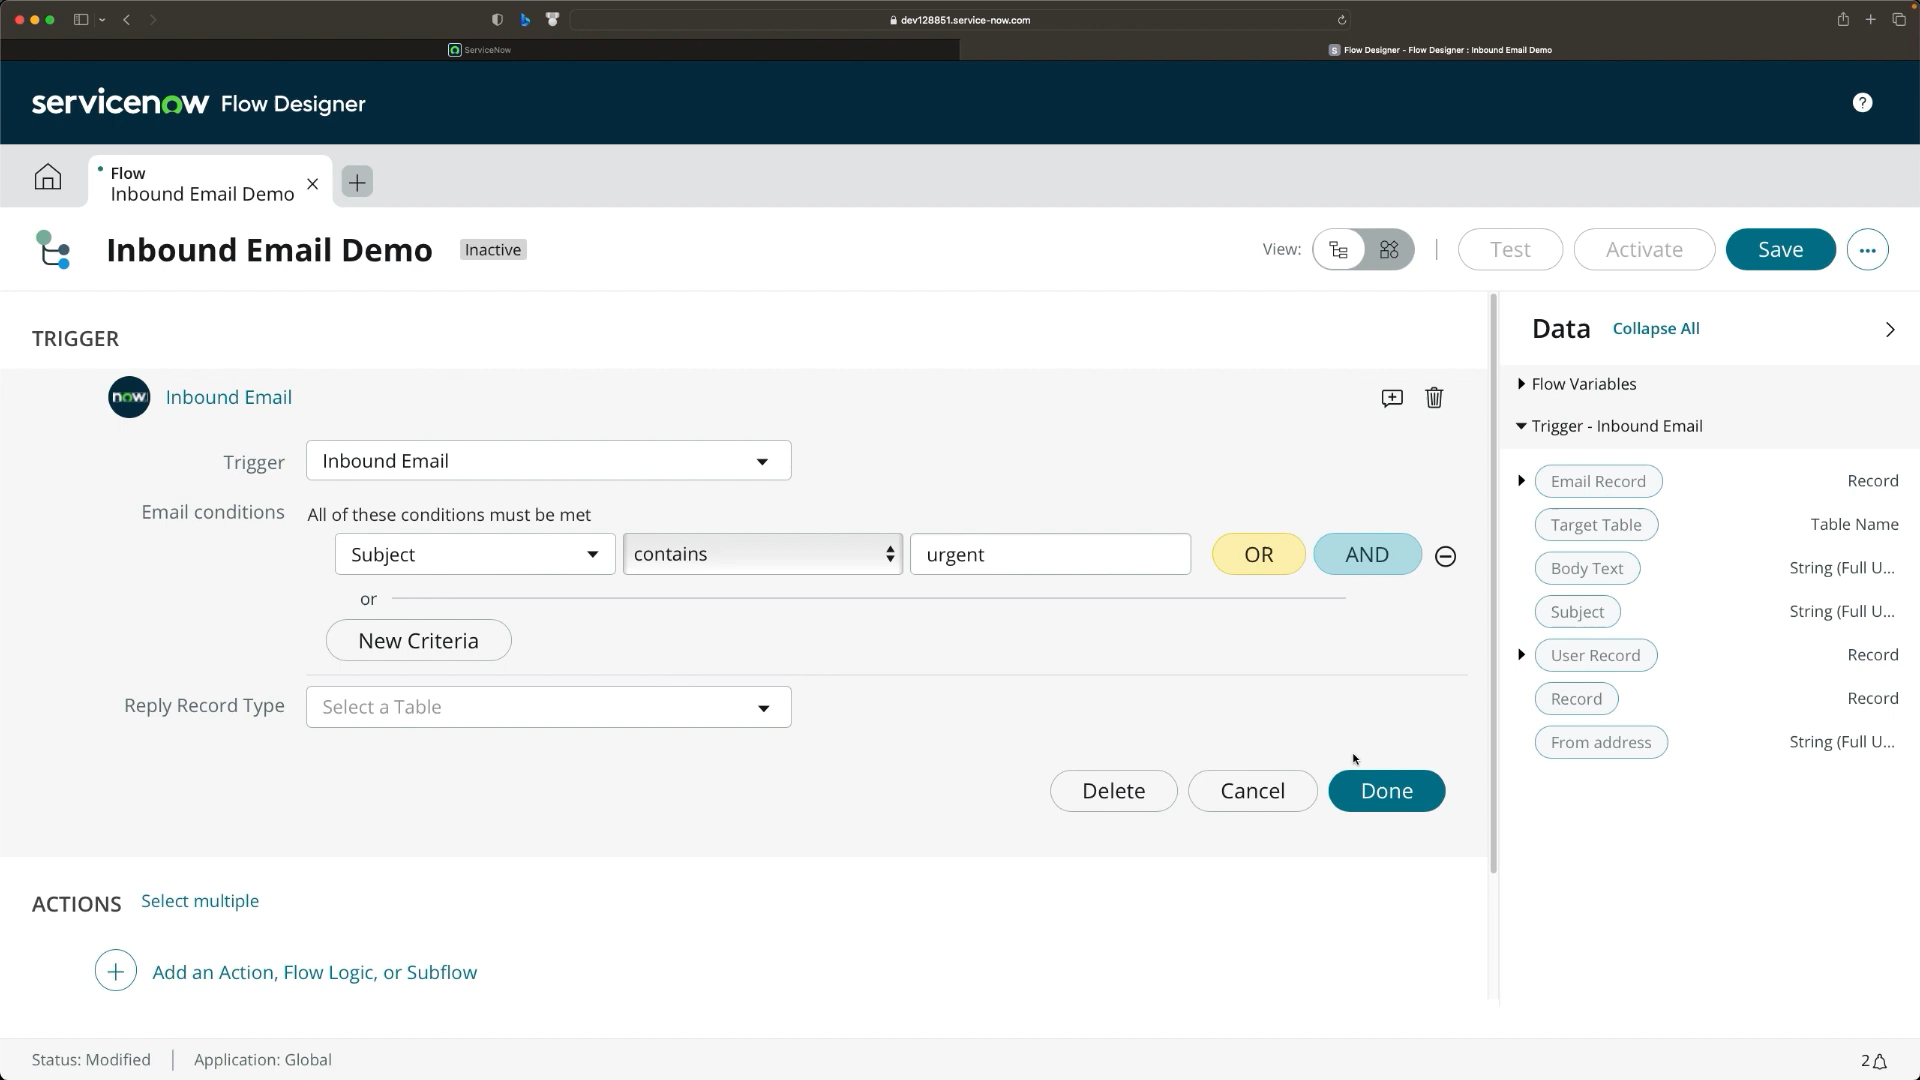 dev128851.service-now.com
ServiceNow
S Flow Designer - Flow Designer : Inbound Email Demo
servicenow Flow Designer
?
Flow
Inbound Email Demo
Inbound Email Demo
Inactive
View:
Test
Activate
Save
TRIGGER
Data
Collapse All
now
Inbound Email
Flow Variables
Trigger - Inbound Email
Trigger
Inbound Email
Email conditions
All of these conditions must be met
Subject
contains
urgent
OR
AND
or
New Criteria
Reply Record Type
Select a Table
Delete
Cancel
Done
Email Record Record
Target Table Table Name
Body Text String (Full U...
Subject String (Full U...
User Record Record
Record Record
From address String (Full U...
ACTIONS
Select multiple
Add an Action, Flow Logic, or Subflow
Status: Modified
Application: Global
2